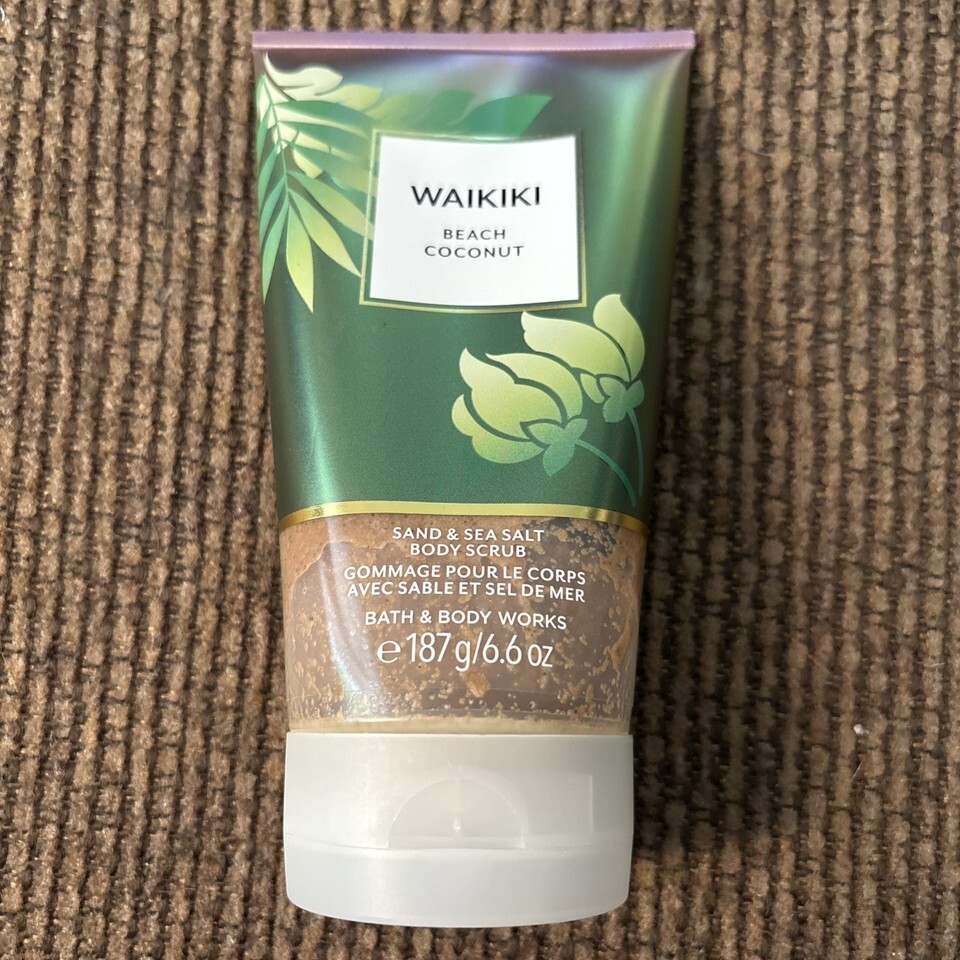 WAIKIKI
BEACH
COCONUT
SAND & SEA SALT
BODY SCRUB
GOMMAGE POUR LE CORPS
AVEC SABLE ET SEL DE MER
BATH & BODY WORKS
℮187 g/6.6 oz